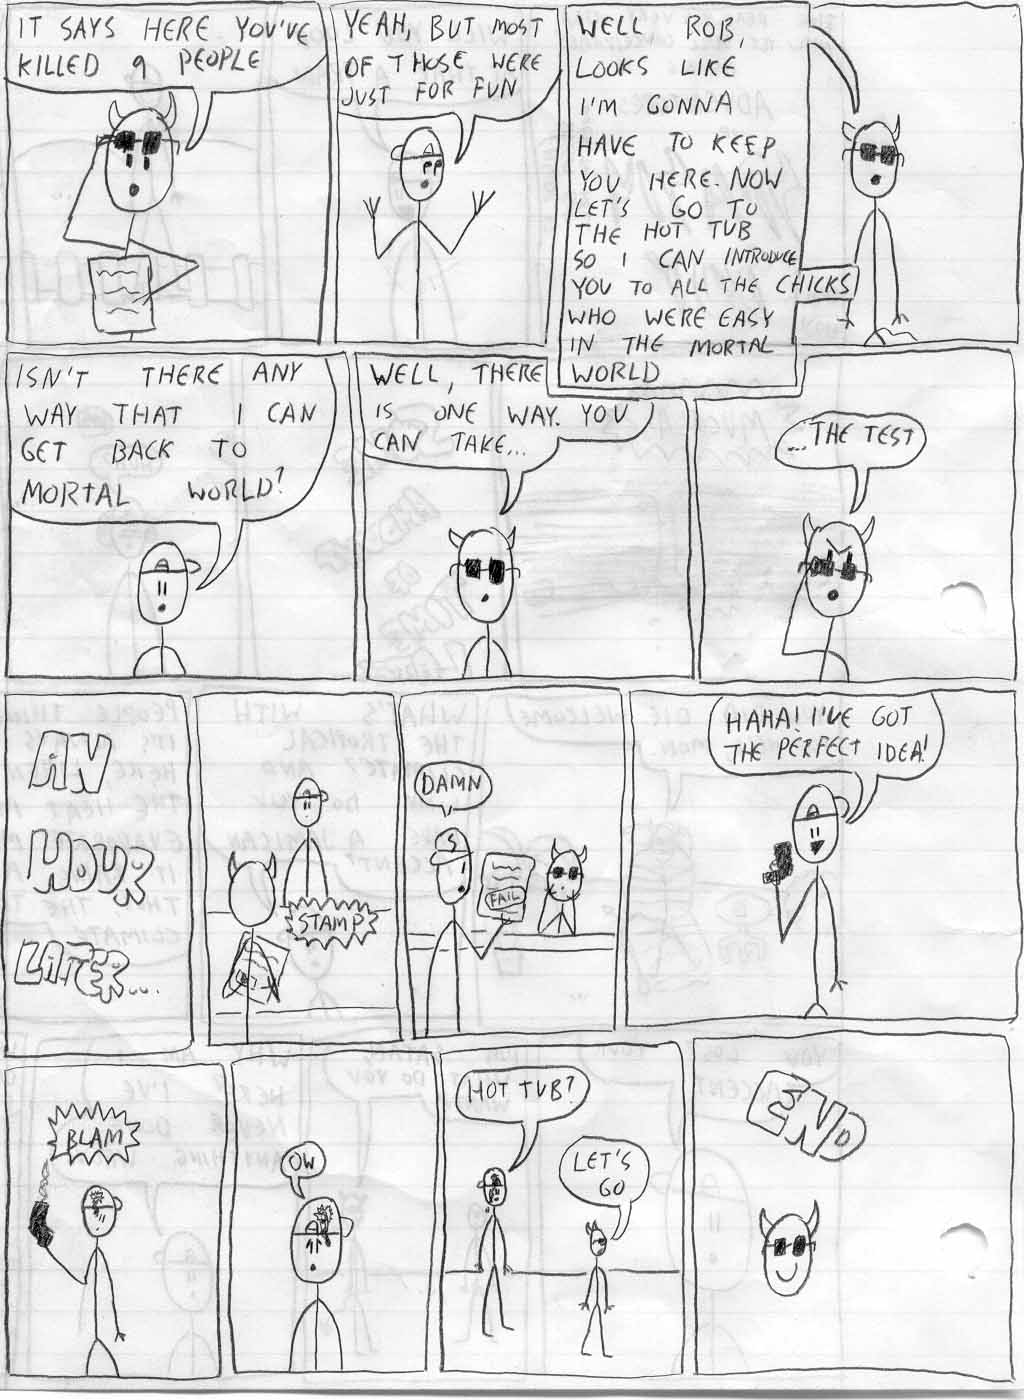 IT SAYS HERE YOU'VE
KILLED 9 PEOPLE
YEAH, BUT MOST
OF THOSE WERE
JUST FOR FUN
WELL ROB,
LOOKS LIKE
I'M GONNA
HAVE TO KEEP
YOU HERE. NOW
LET'S GO TO
THE HOT TUB
SO I CAN INTRODUCE
YOU TO ALL THE CHICKS
WHO WERE EASY
IN THE MORTAL
WORLD
ISN'T THERE ANY
WAY THAT I CAN
GET BACK TO
MORTAL WORLD?
WELL, THERE
IS ONE WAY. YOU
CAN TAKE...
...THE TEST
AN
HOUR
LATER...
STAMP
DAMN
S
FAIL
HAHA! I'VE GOT
THE PERFECT IDEA!
BLAM
OW
HOT TUB?
LET'S
GO
END